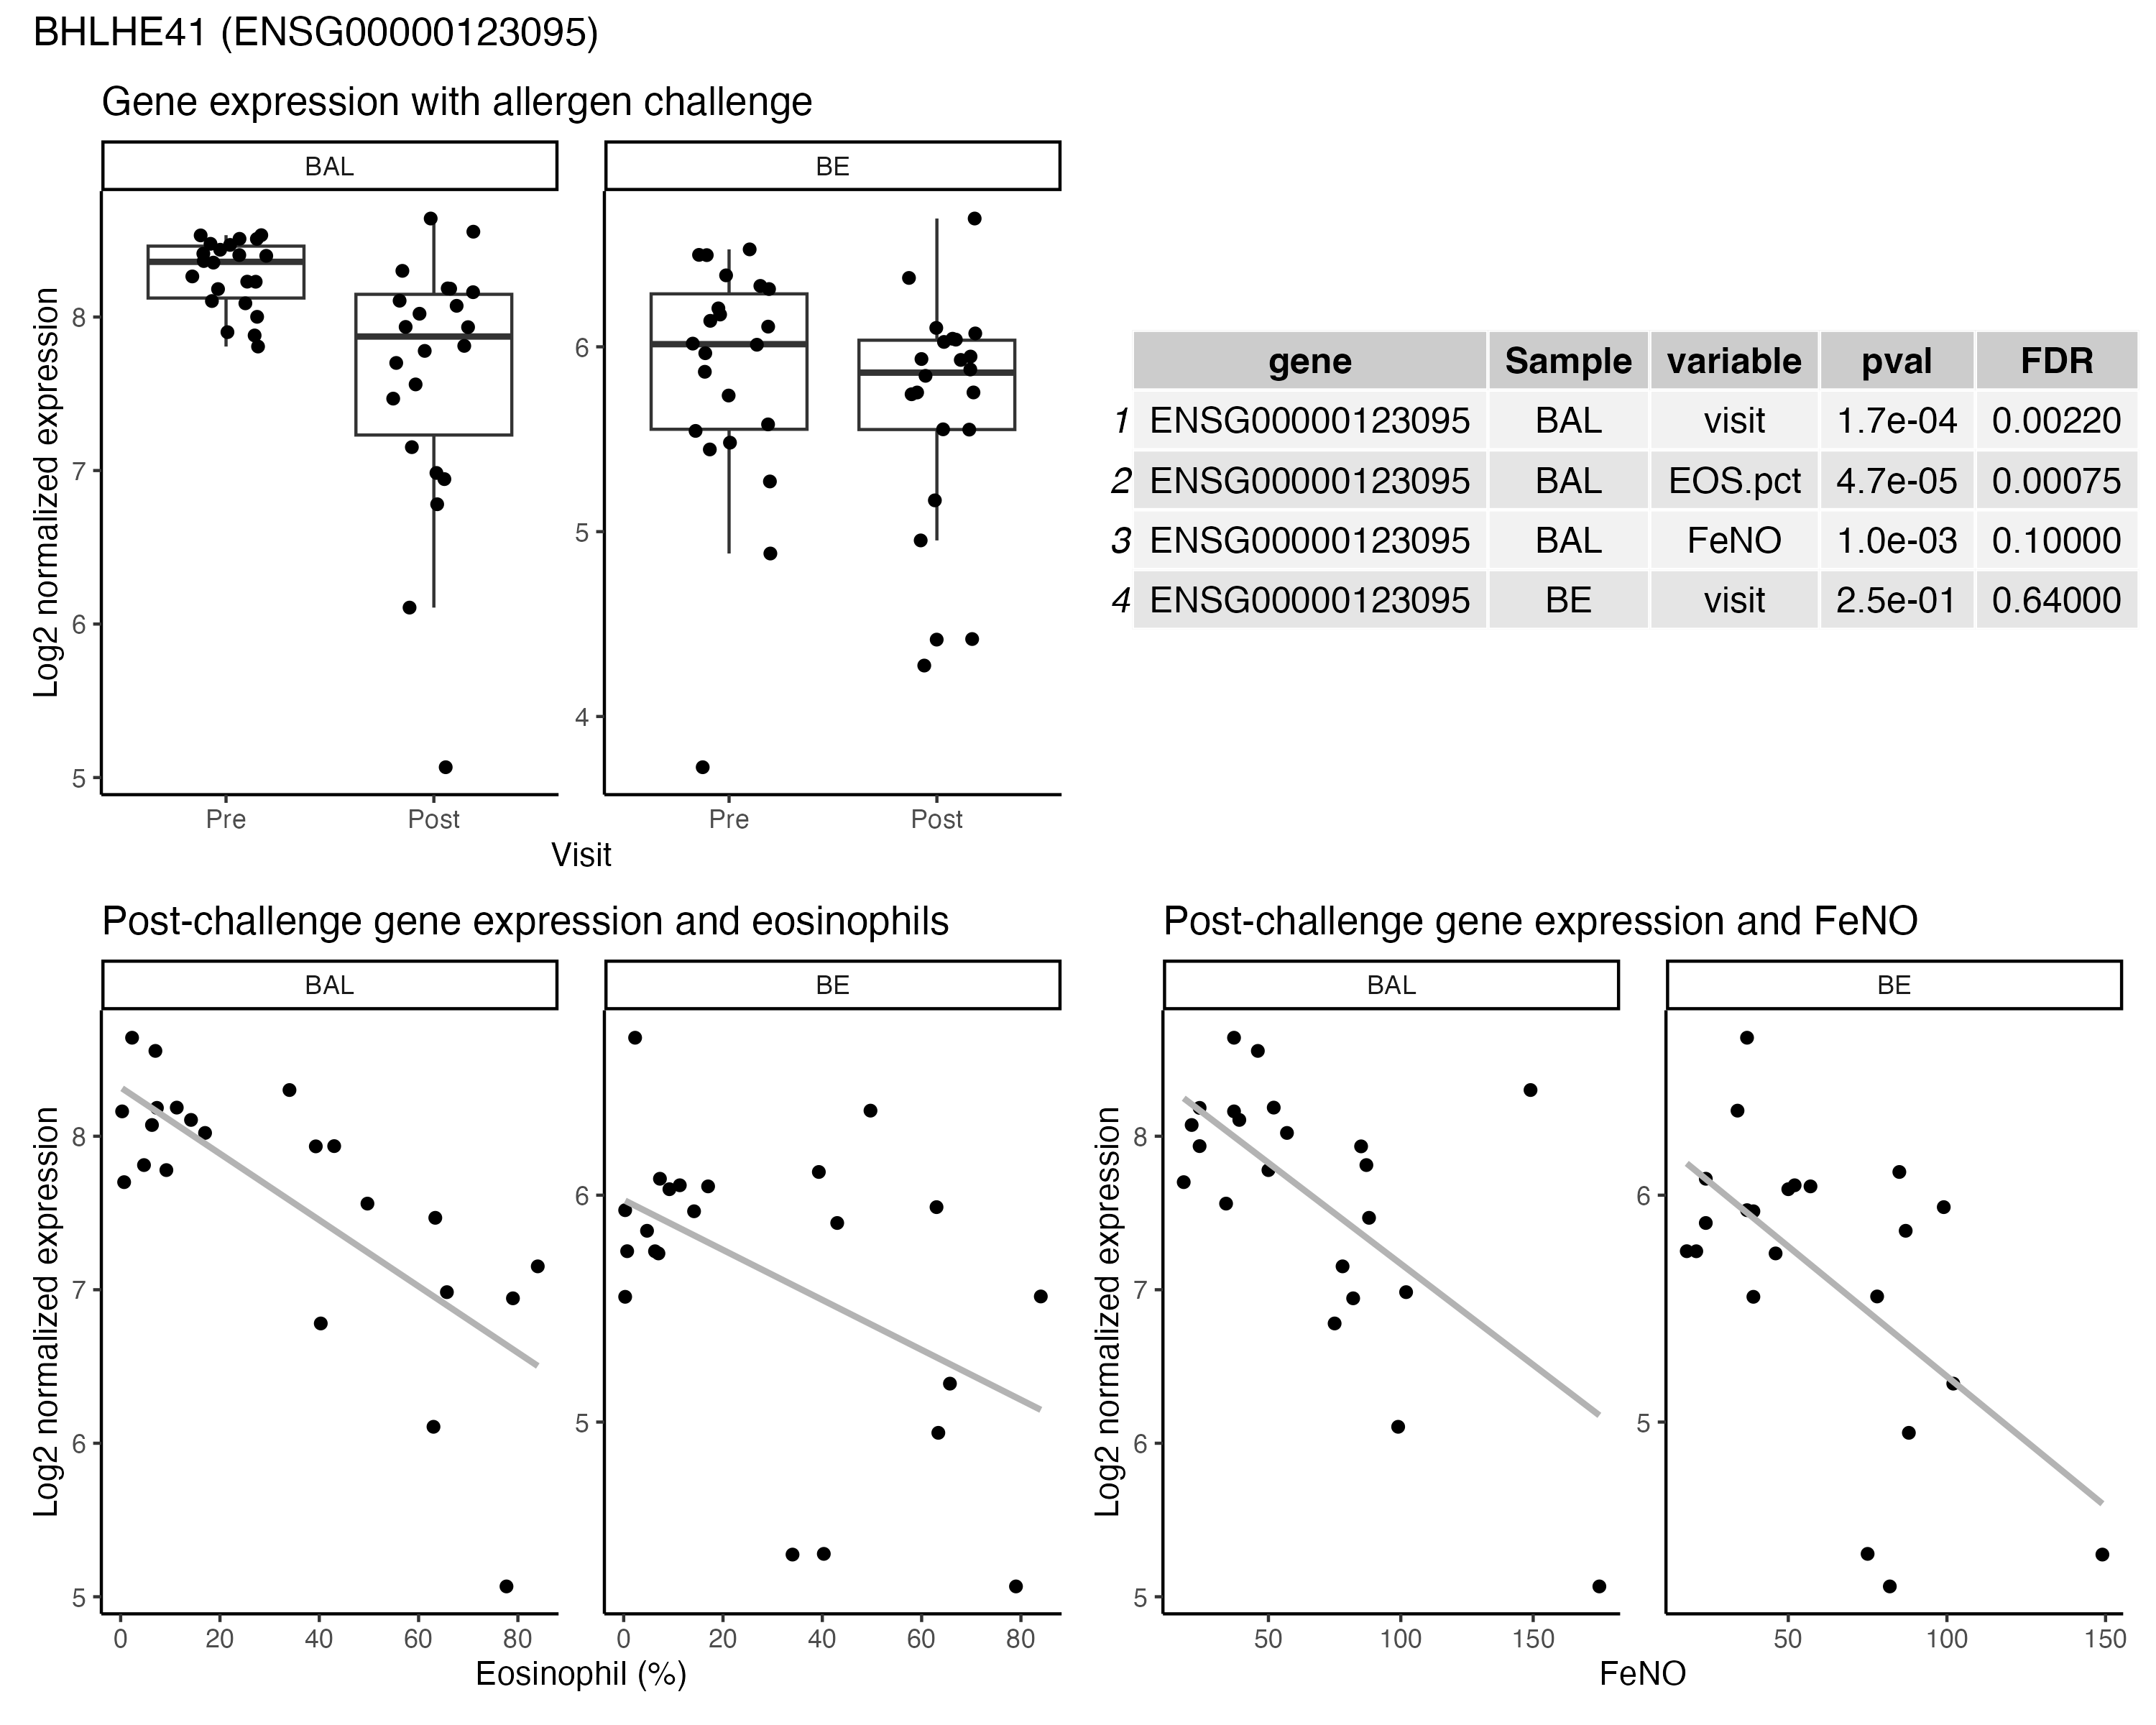 BHLHE41 (ENSG00000123095)
Gene expression with allergen challenge
BAL BE
Log2 normalized expression
8
7
6
5
6
5
4
Pre Post Pre Post
Visit
gene Sample variable pval FDR
1 ENSG00000123095 BAL visit 1.7e-04 0.00220
2 ENSG00000123095 BAL EOS.pct 4.7e-05 0.00075
3 ENSG00000123095 BAL FeNO 1.0e-03 0.10000
4 ENSG00000123095 BE visit 2.5e-01 0.64000
Post-challenge gene expression and eosinophils
BAL BE
Log2 normalized expression
8
7
6
5
6
5
0 20 40 60 80 0 20 40 60 80
Eosinophil (%)
Post-challenge gene expression and FeNO
BAL BE
Log2 normalized expression
8
7
6
5
6
5
50 100 150 50 100 150
FeNO